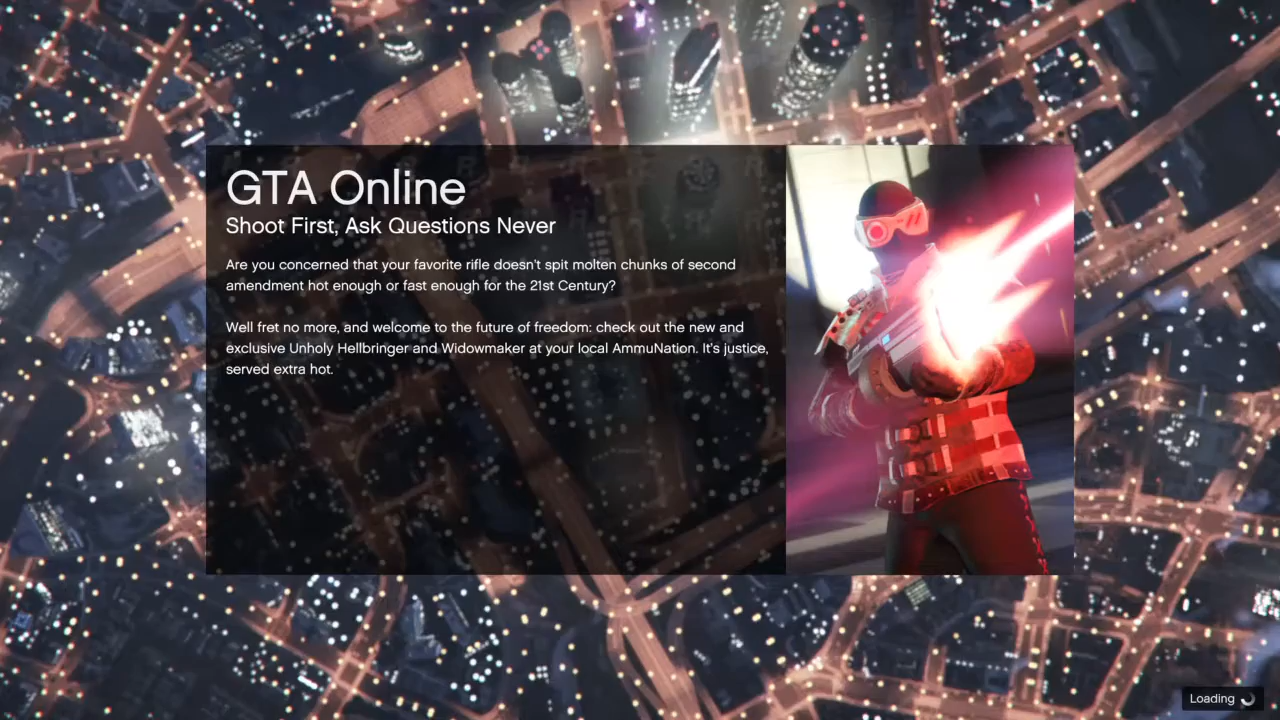 GTA Online
Shoot First, Ask Questions Never
Are you concerned that your favorite rifle doesn't spit molten chunks of second
amendment hot enough or fast enough for the 21st Century?
Well fret no more, and welcome to the future of freedom: check out the new and
exclusive Unholy Hellbringer and Widowmaker at your local AmmuNation. It's justice,
served extra hot.
Loading